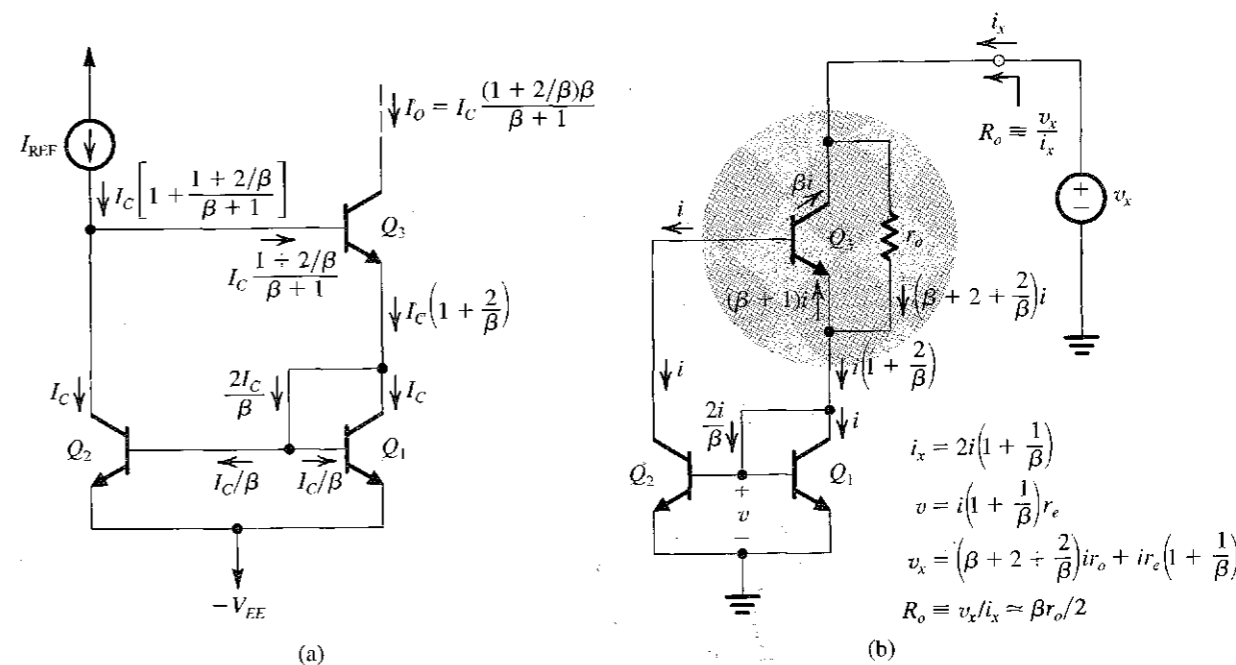 I_O = I_C (1 + 2/β)β / (β + 1)
I_REF
I_C [1 + (1 + 2/β) / (β + 1)]
Q_3
I_C (1 ÷ 2/β) / (β + 1)
I_C (1 + 2/β)
I_C
2I_C/β
I_C
Q_2
Q_1
I_C/β
I_C/β
−V_EE
(a)
i_x
R_o ≡ v_x/i_x
+
−
v_x
βi
i
Q_3
r_o
(β + 1)i
(β + 2 + 2/β)i
i
i(1 + 2/β)
2i/β
i
Q_2
Q_1
+
v
−
i_x = 2i(1 + 1/β)
v = i(1 + 1/β)r_e
v_x = (β + 2 ÷ 2/β)ir_o + ir_e(1 + 1/β)
R_o ≡ v_x/i_x ≃ βr_o/2
(b)